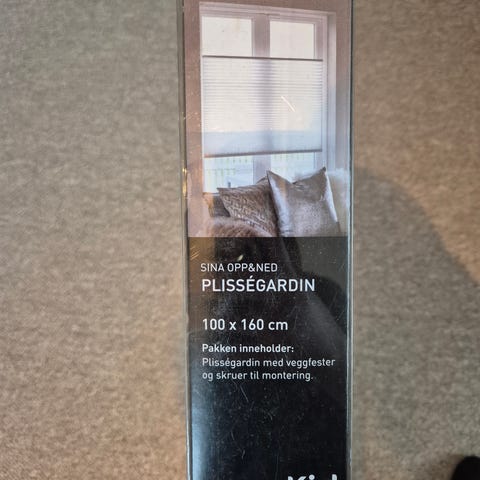 SINA OPP&NED
PLISSÉGARDIN
100 x 160 cm
Pakken inneholder:
Plisségardin med veggfester
og skruer til montering.